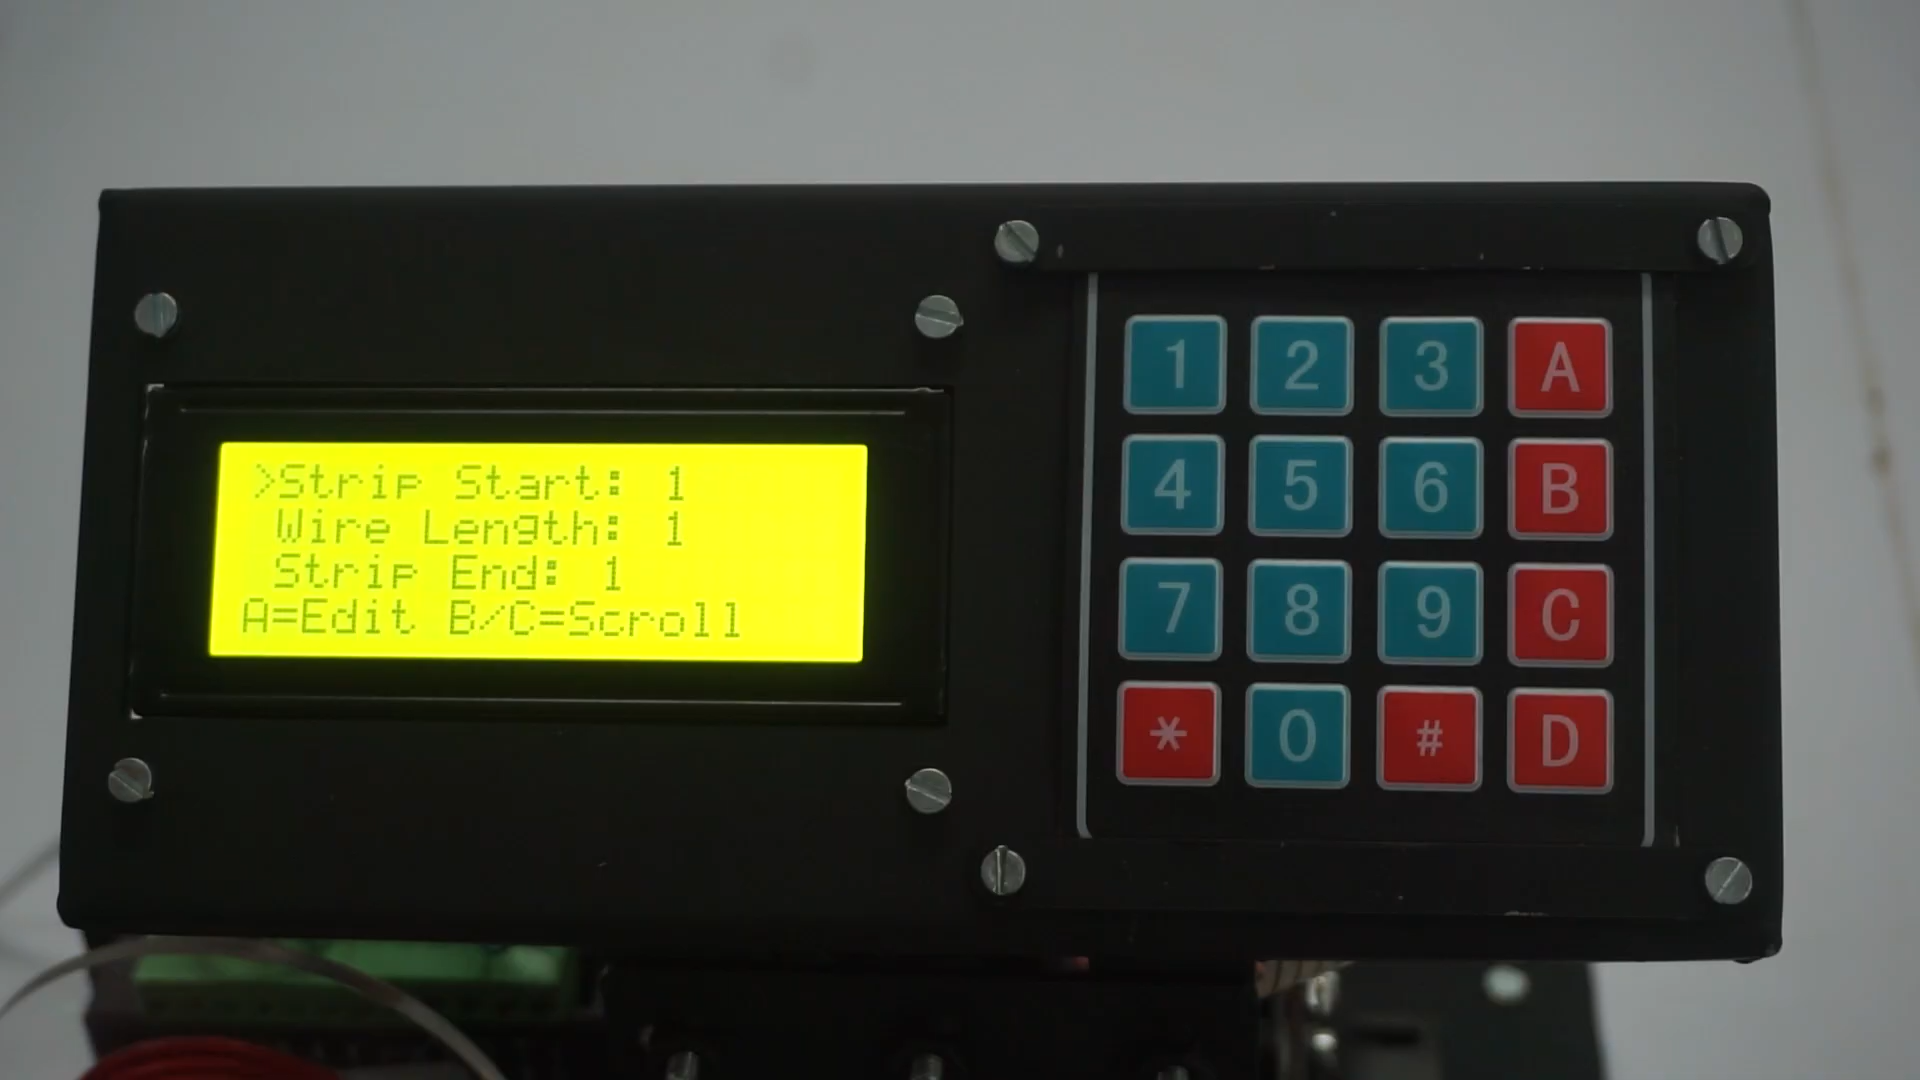 >Strip Start: 1
Wire Length: 1
Strip End: 1
A=Edit B/C=Scroll
1 2 3 A
4 5 6 B
7 8 9 C
* 0 # D